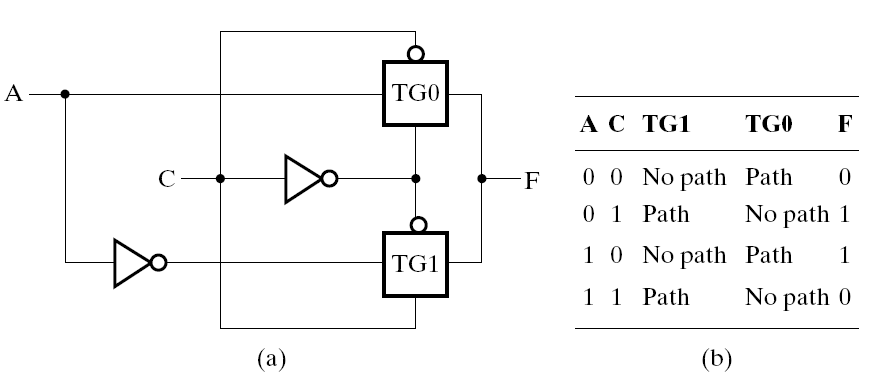 A
TG0
C
F
TG1
(a)
A C TG1 TG0 F
0 0 No path Path 0
0 1 Path No path 1
1 0 No path Path 1
1 1 Path No path 0
(b)